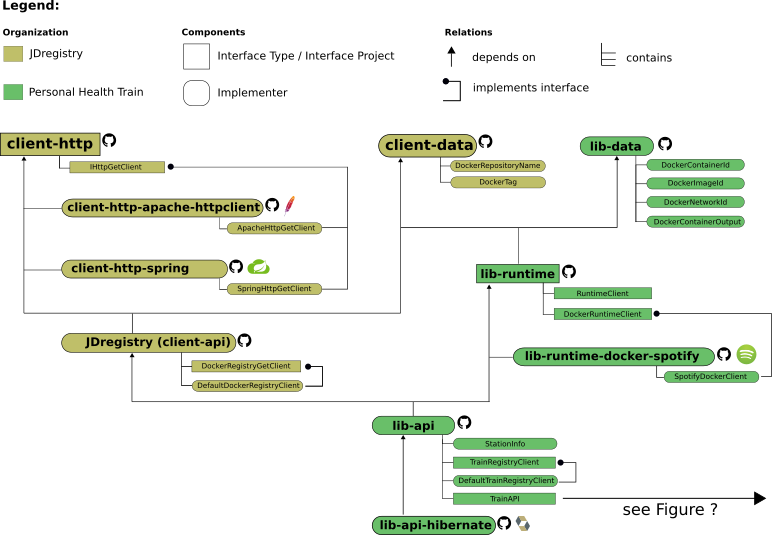 Legend:
Organization
Components
Relations
JDregistry
Interface Type / Interface Project
depends on
contains
Personal Health Train
Implementer
implements interface
client-http
IHttpGetClient
client-data
DockerRepositoryName
DockerTag
lib-data
DockerContainerId
DockerImageId
DockerNetworkId
DockerContainerOutput
client-http-apache-httpclient
ApacheHttpGetClient
client-http-spring
SpringHttpGetClient
lib-runtime
RuntimeClient
DockerRuntimeClient
JDregistry (client-api)
DockerRegistryGetClient
DefaultDockerRegistryClient
lib-runtime-docker-spotify
SpotifyDockerClient
lib-api
StationInfo
TrainRegistryClient
DefaultTrainRegistryClient
TrainAPI
see Figure ?
lib-api-hibernate